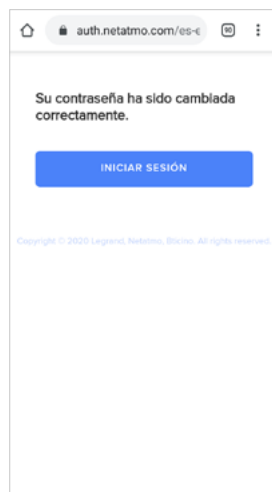 auth.netatmo.com/es-e
90
Su contraseña ha sido cambiada
correctamente.
INICIAR SESIÓN
Copyright © 2020 Legrand, Netatmo, Bticino. All rights reserved.